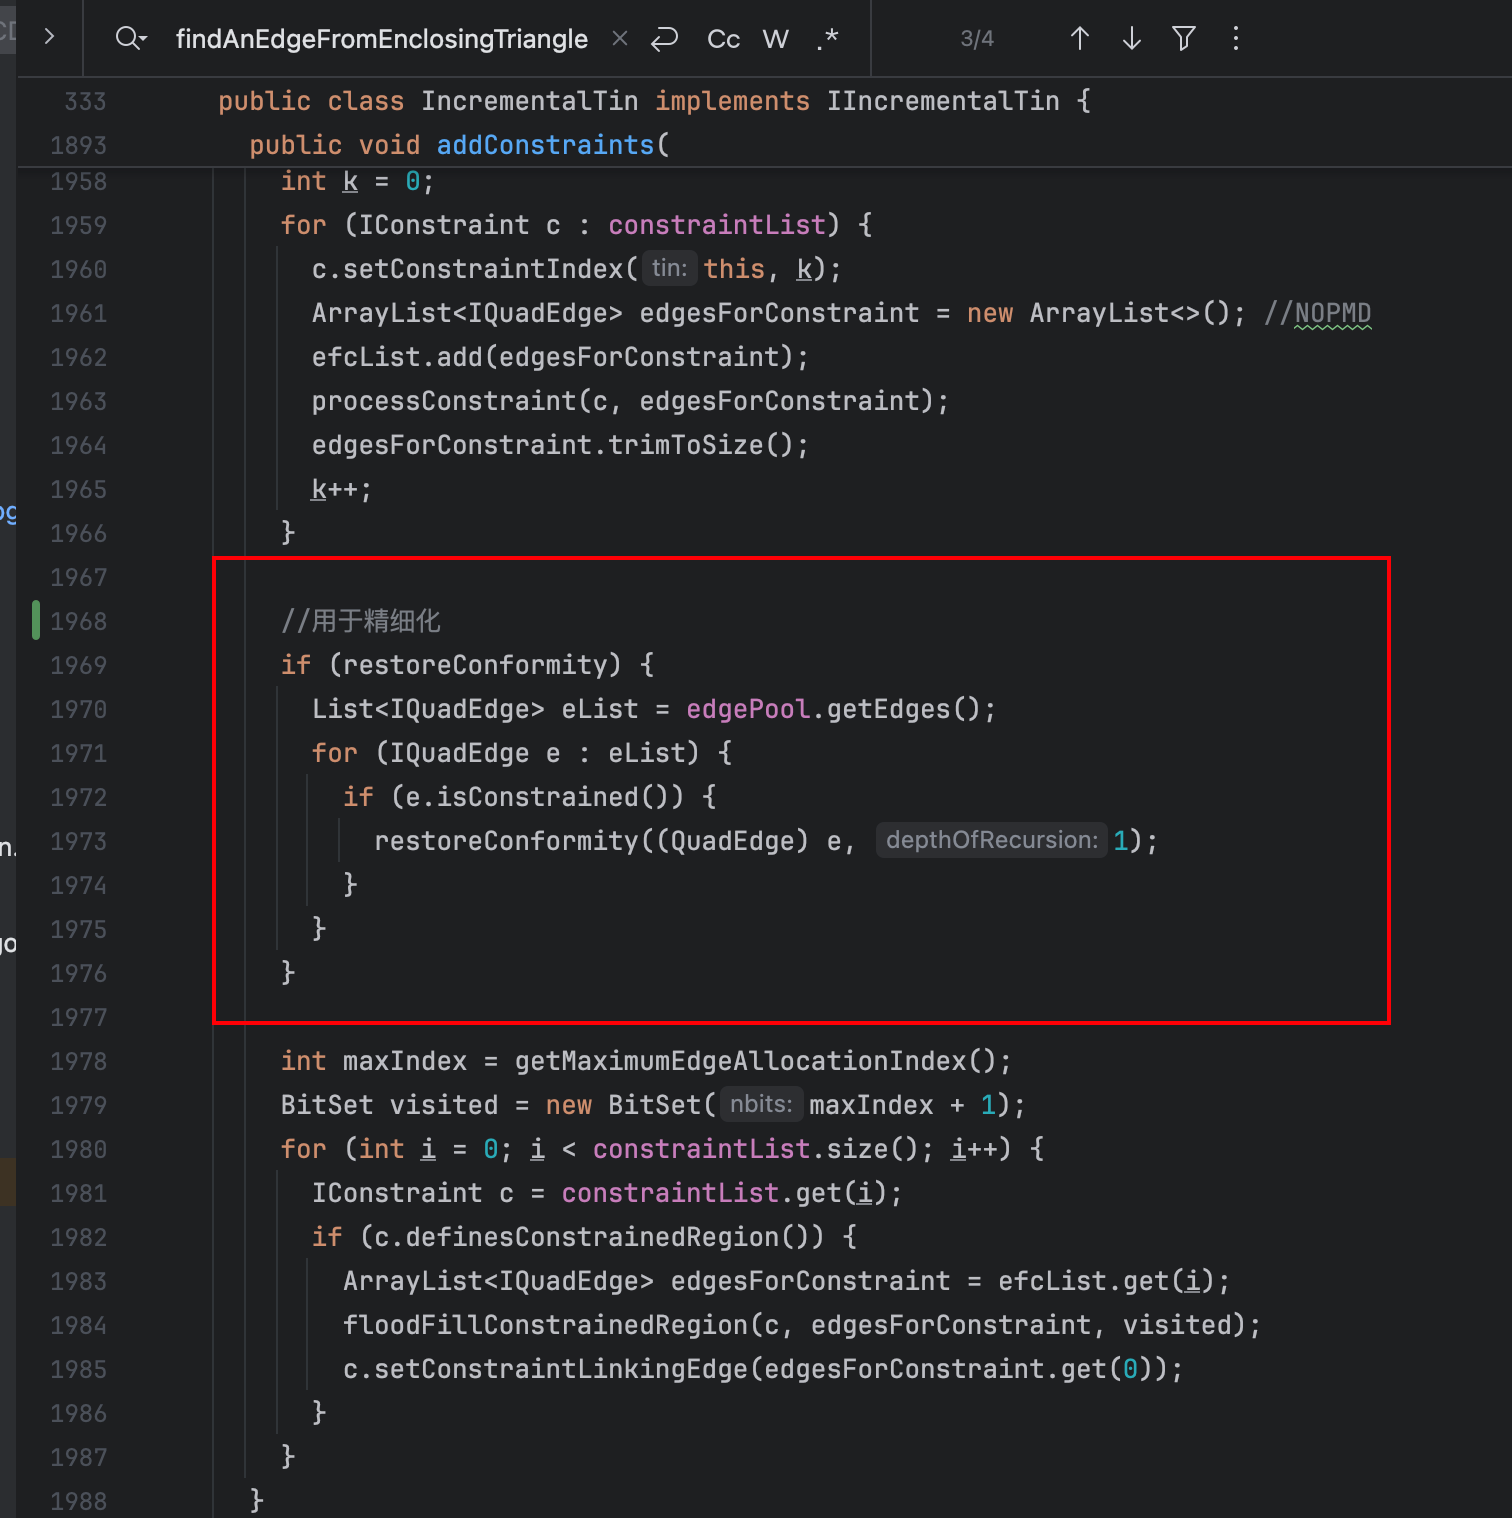 findAnEdgeFromEnclosingTriangle × Cc W .* 3/4
333 public class IncrementalTin implements IIncrementalTin {
1893 public void addConstraints(
1958 int k = 0;
1959 for (IConstraint c : constraintList) {
1960 c.setConstraintIndex( tin: this, k);
1961 ArrayList<IQuadEdge> edgesForConstraint = new ArrayList<>(); //NOPMD
1962 efcList.add(edgesForConstraint);
1963 processConstraint(c, edgesForConstraint);
1964 edgesForConstraint.trimToSize();
1965 k++;
1966 }
1967
1968 //用于精细化
1969 if (restoreConformity) {
1970 List<IQuadEdge> eList = edgePool.getEdges();
1971 for (IQuadEdge e : eList) {
1972 if (e.isConstrained()) {
1973 restoreConformity((QuadEdge) e, depthOfRecursion: 1);
1974 }
1975 }
1976 }
1977
1978 int maxIndex = getMaximumEdgeAllocationIndex();
1979 BitSet visited = new BitSet( nbits: maxIndex + 1);
1980 for (int i = 0; i < constraintList.size(); i++) {
1981 IConstraint c = constraintList.get(i);
1982 if (c.definesConstrainedRegion()) {
1983 ArrayList<IQuadEdge> edgesForConstraint = efcList.get(i);
1984 floodFillConstrainedRegion(c, edgesForConstraint, visited);
1985 c.setConstraintLinkingEdge(edgesForConstraint.get(0));
1986 }
1987 }
1988 }